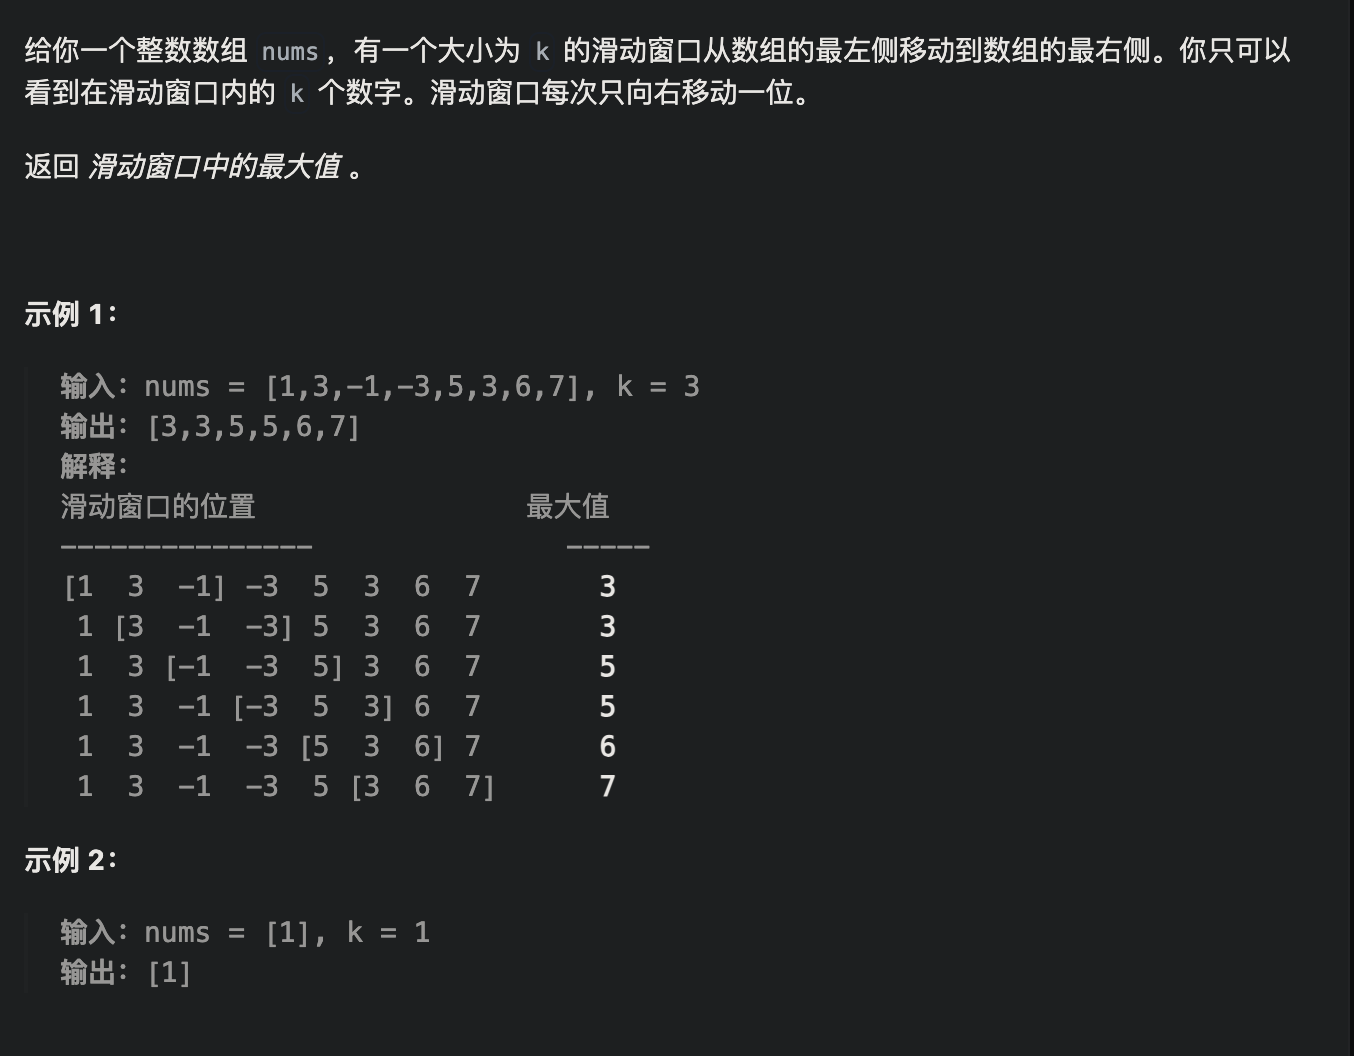 给你一个整数数组 nums，有一个大小为 k 的滑动窗口从数组的最左侧移动到数组的最右侧。你只可以
看到在滑动窗口内的 k 个数字。滑动窗口每次只向右移动一位。
返回 滑动窗口中的最大值 。
示例 1：
输入：nums = [1,3,-1,-3,5,3,6,7], k = 3
输出：[3,3,5,5,6,7]
解释：
滑动窗口的位置                最大值
---------------               -----
[1  3  -1] -3  5  3  6  7       3
 1 [3  -1  -3] 5  3  6  7       3
 1  3 [-1  -3  5] 3  6  7       5
 1  3  -1 [-3  5  3] 6  7       5
 1  3  -1  -3 [5  3  6] 7       6
 1  3  -1  -3  5 [3  6  7]      7
示例 2：
输入：nums = [1], k = 1
输出：[1]